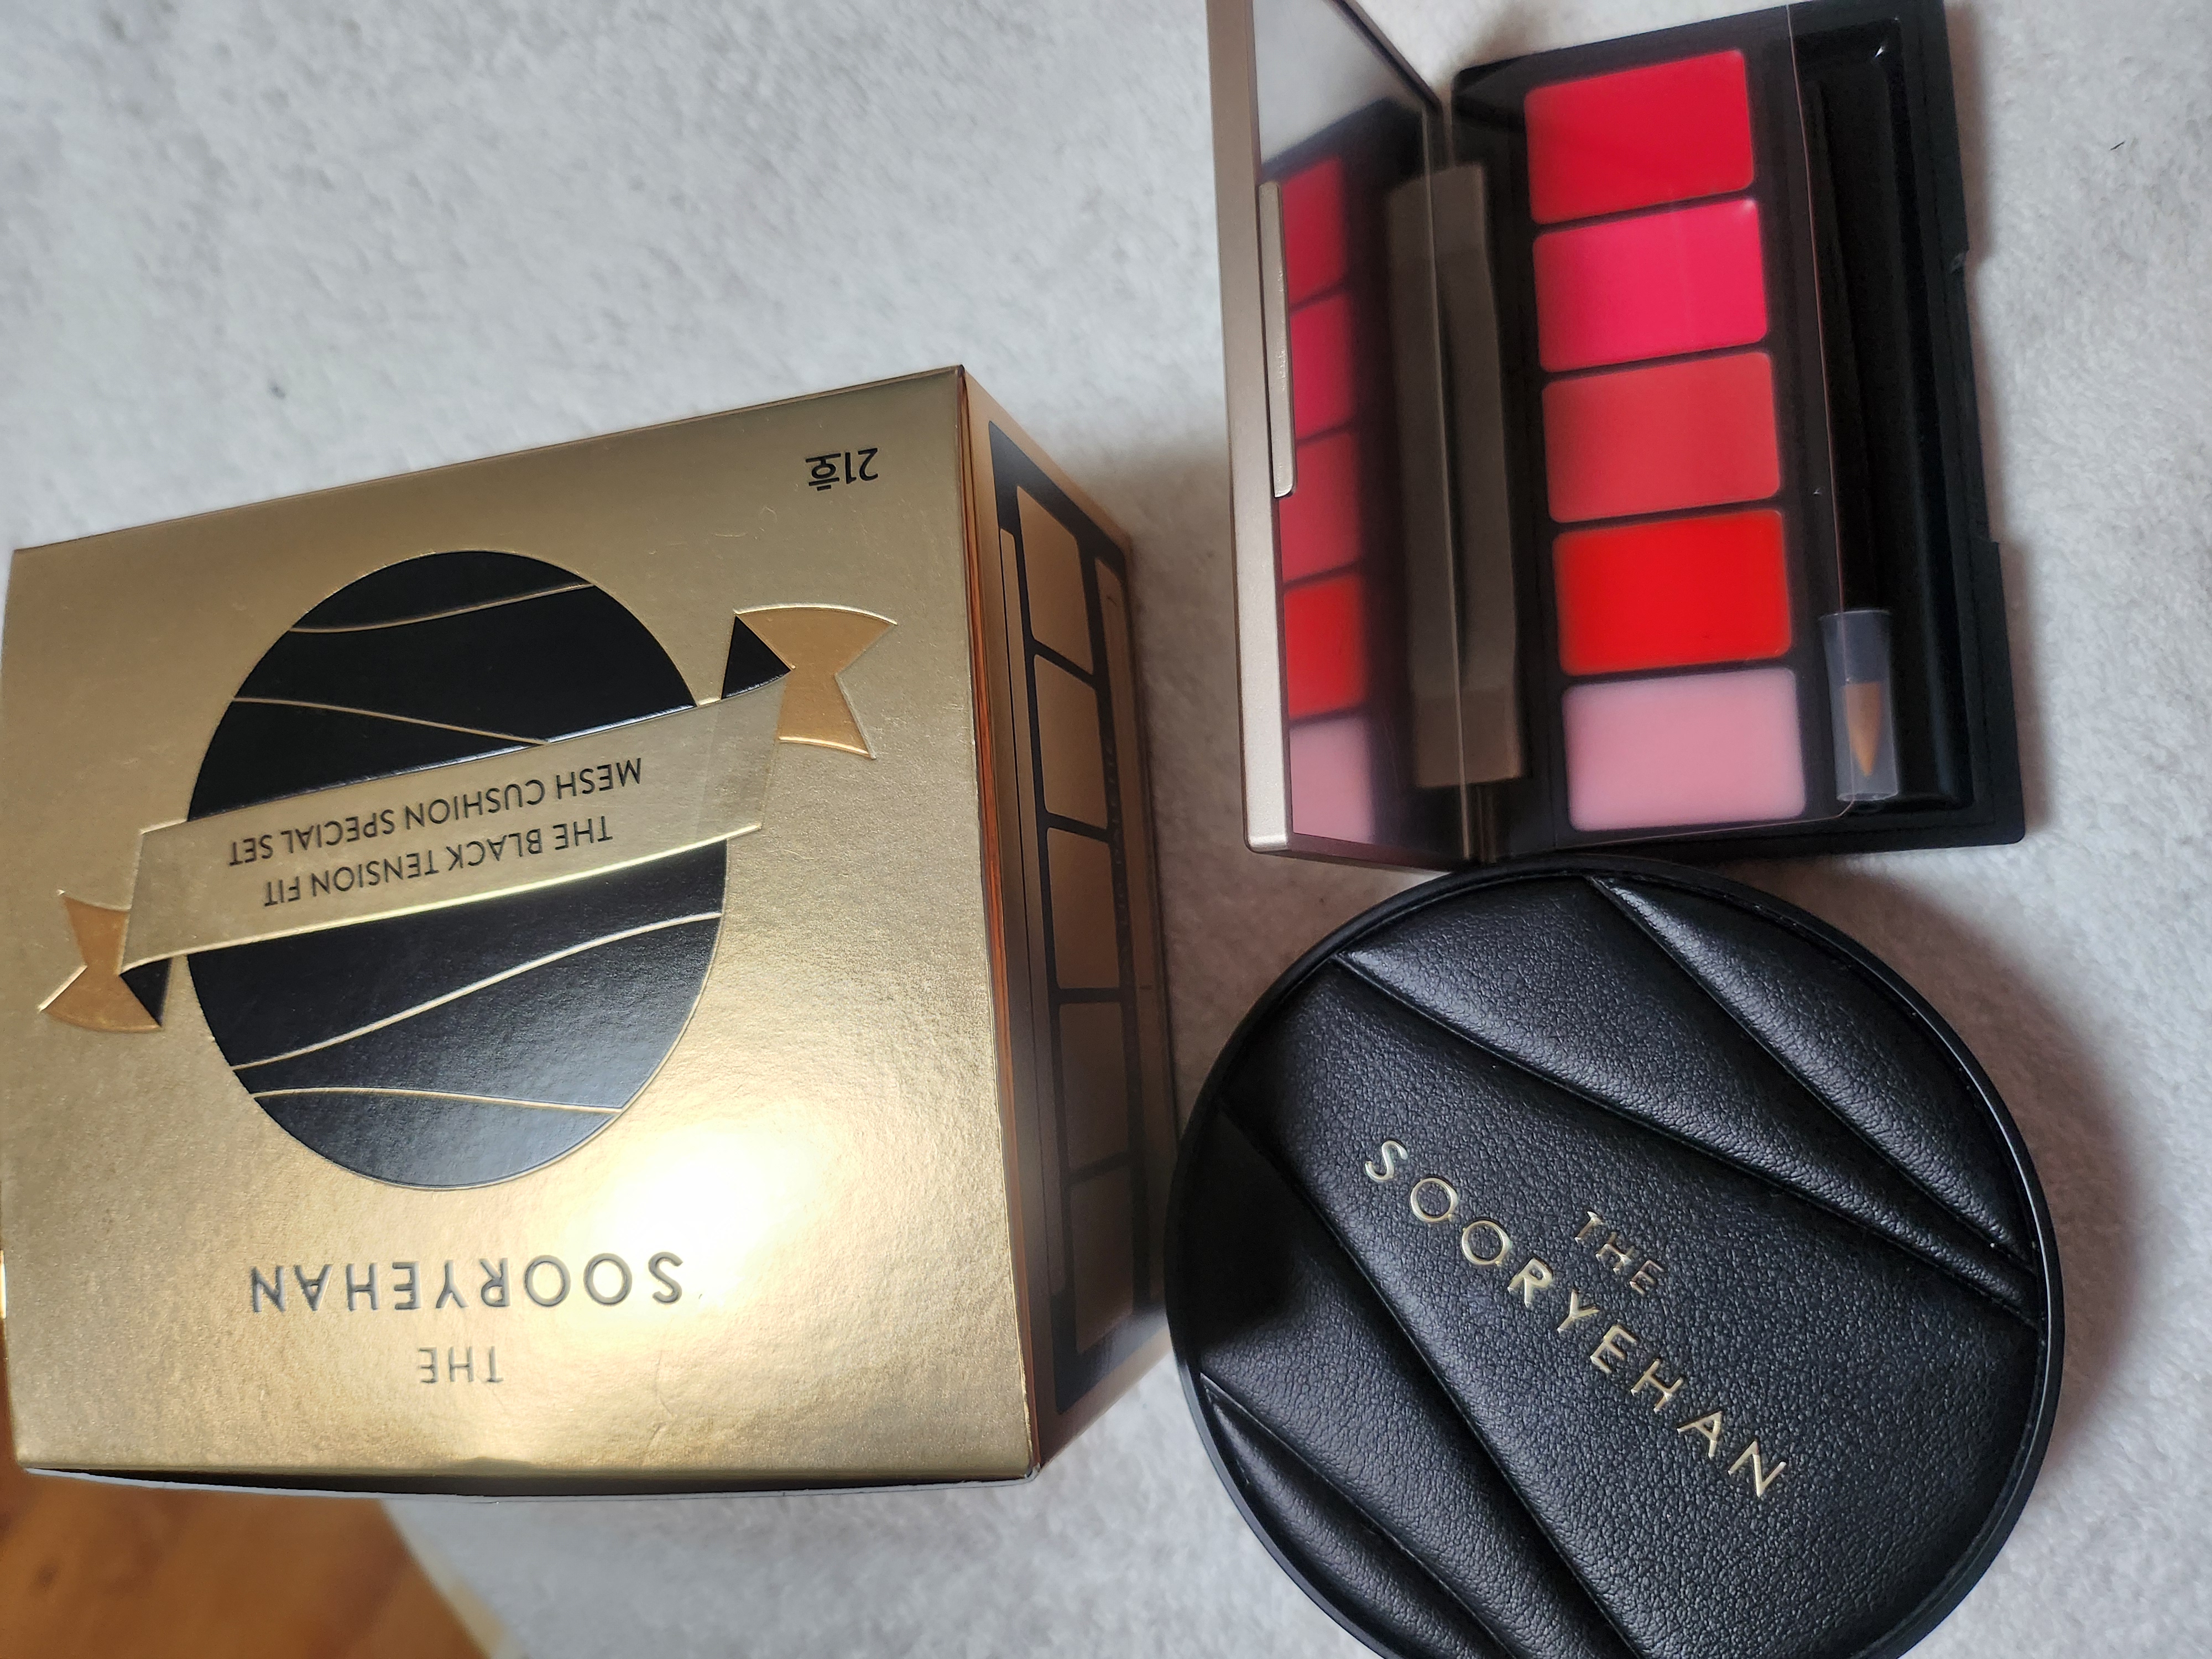 THE
SOORYEHAN
THE BLACK TENSION FIT
MESH CUSHION SPECIAL SET
21호
THE
SOORYEHAN